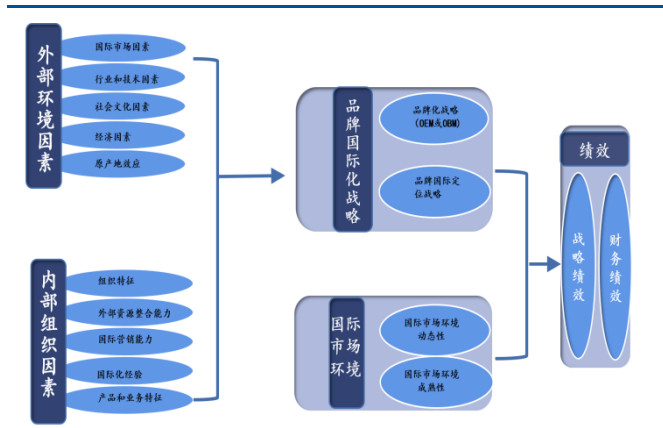 外部环境因素
国际市场因素
行业和技术因素
社会文化因素
经济因素
原产地效应
内部组织因素
组织特征
外部资源整合能力
国际营销能力
国际化经验
产品和业务特征
品牌国际化战略
品牌化战略
(OEM或OBM)
品牌国际定
位战略
国际
市场
环境
国际市场环境
动态性
国际市场环境
成熟性
绩效
战略绩效
财务绩效